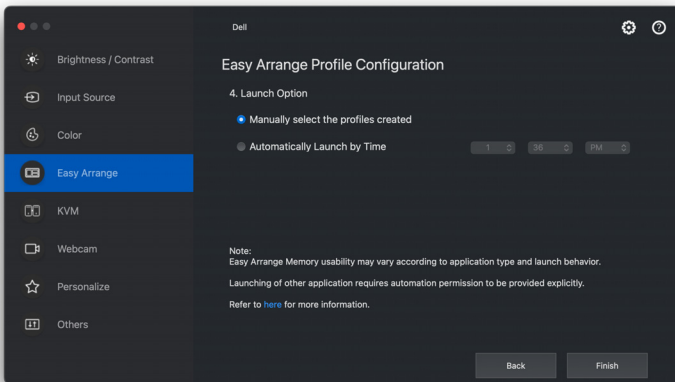 Dell
Brightness / Contrast
Input Source
Color
Easy Arrange
KVM
Webcam
Personalize
Others
Easy Arrange Profile Configuration
4. Launch Option
Manually select the profiles created
Automatically Launch by Time
1 36 PM
Note:
Easy Arrange Memory usability may vary according to application type and launch behavior.
Launching of other application requires automation permission to be provided explicitly.
Refer to here for more information.
Back Finish